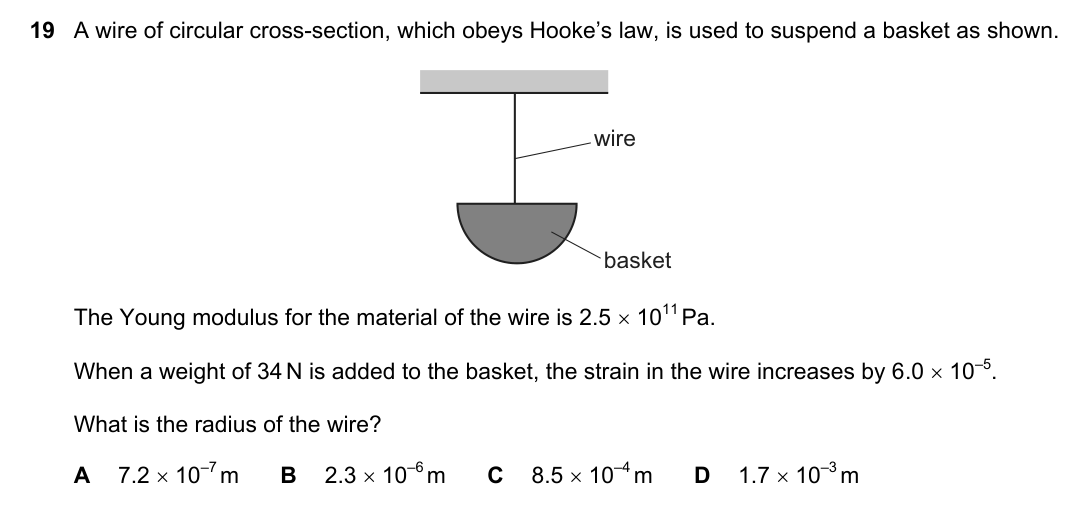 19 A wire of circular cross-section, which obeys Hooke’s law, is used to suspend a basket as shown.
wire
basket
The Young modulus for the material of the wire is 2.5 × 10¹¹ Pa.
When a weight of 34 N is added to the basket, the strain in the wire increases by 6.0 × 10⁻⁵.
What is the radius of the wire?
A 7.2 × 10⁻⁷ m B 2.3 × 10⁻⁶ m C 8.5 × 10⁻⁴ m D 1.7 × 10⁻³ m